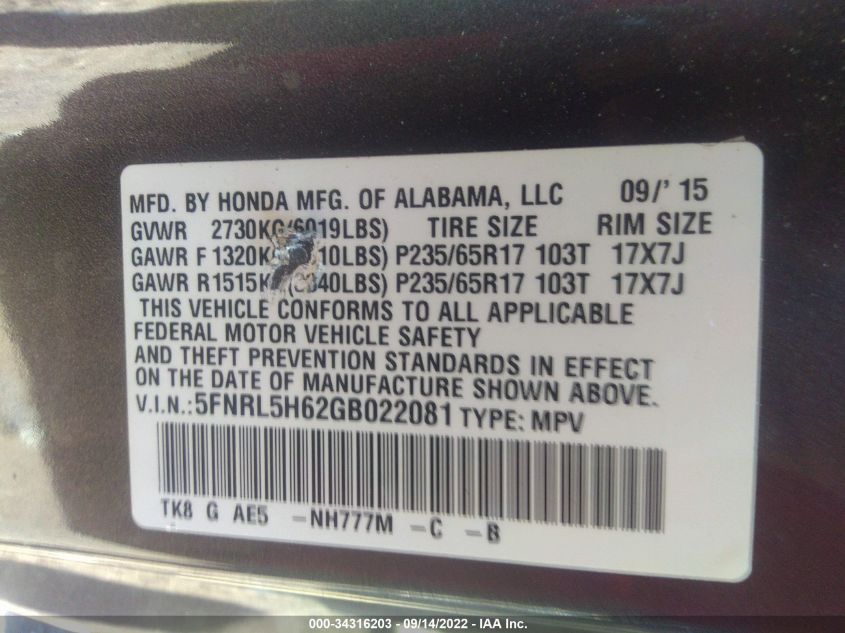 MFD. BY HONDA MFG. OF ALABAMA, LLC 09/' 15
GVWR 2730KG(6019LBS) TIRE SIZE RIM SIZE
GAWR F 1320K 10LBS) P235/65R17 103T 17X7J
GAWR R1515K 40LBS) P235/65R17 103T 17X7J
THIS VEHICLE CONFORMS TO ALL APPLICABLE
FEDERAL MOTOR VEHICLE SAFETY
AND THEFT PREVENTION STANDARDS IN EFFECT
ON THE DATE OF MANUFACTURE SHOWN ABOVE.
V.I.N.:5FNRL5H62GB022081 TYPE: MPV
TK8 G AE5 -NH777M -C -B
000-34316203 - 09/14/2022 - IAA Inc.